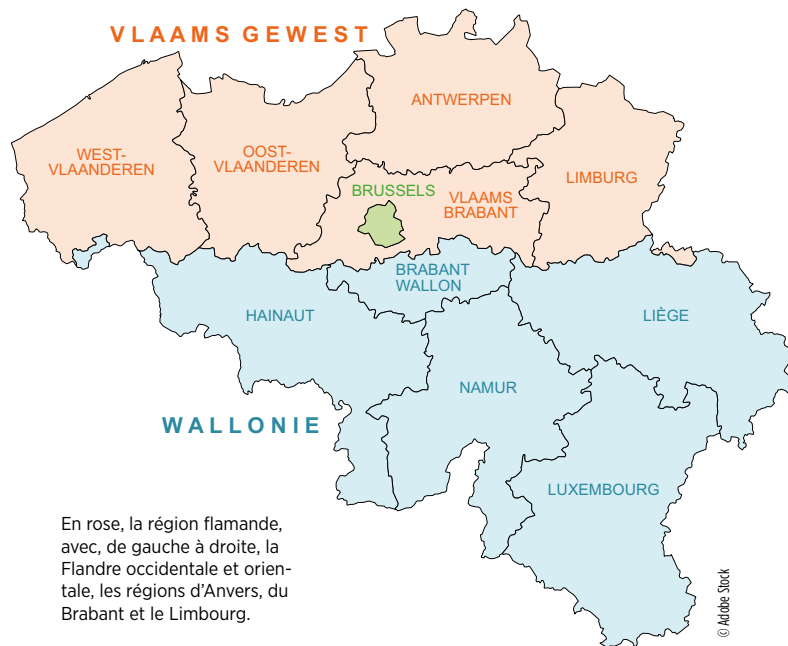 VLAAMS GEWEST
ANTWERPEN
WEST-
VLAANDEREN
OOST-
VLAANDEREN
LIMBURG
BRUSSELS
VLAAMS
BRABANT
BRABANT
WALLON
HAINAUT
LIÈGE
NAMUR
WALLONIE
LUXEMBOURG
En rose, la région flamande,
avec, de gauche à droite, la
Flandre occidentale et orien-
tale, les régions d’Anvers, du
Brabant et le Limbourg.
© Adobe Stock